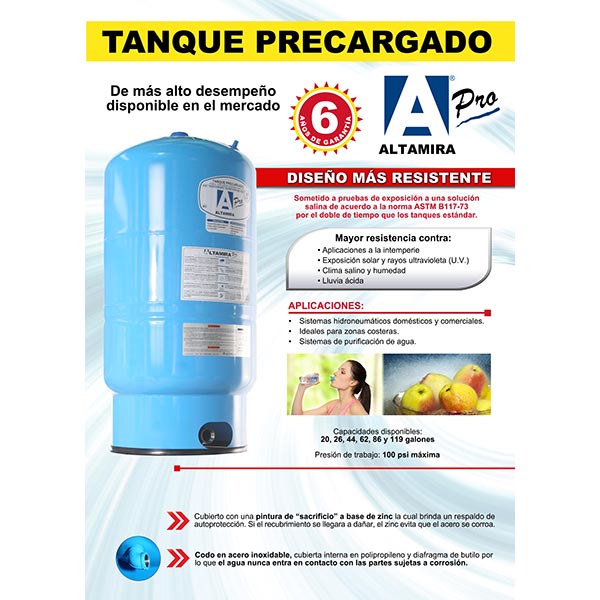 TANQUE PRECARGADO
De más alto desempeño
disponible en el mercado
6
AÑOS DE GARANTÍA
A
®
Pro
ALTAMIRA
TANQUE PRECARGADO
A
Pro
ALTAMIRA
ALTAMIRA
DISEÑO MÁS RESISTENTE
Sometido a pruebas de exposición a una solución
salina de acuerdo a la norma ASTM B117-73
por el doble de tiempo que los tanques estándar.
Mayor resistencia contra:
• Aplicaciones a la intemperie
• Exposición solar y rayos ultravioleta (U.V.)
• Clima salino y humedad
• Lluvia ácida
APLICACIONES:
• Sistemas hidroneumáticos domésticos y comerciales.
• Ideales para zonas costeras.
• Sistemas de purificación de agua.
Capacidades disponibles:
20, 26, 44, 62, 86 y 119 galones
Presión de trabajo: 100 psi máxima
Cubierto con una pintura de “sacrificio” a base de zinc la cual brinda un respaldo de
autoprotección. Si el recubrimiento se llegara a dañar, el zinc evita que el acero se corroa.
Codo en acero inoxidable, cubierta interna en polipropileno y diafragma de butilo por
lo que el agua nunca entra en contacto con las partes sujetas a corrosión.